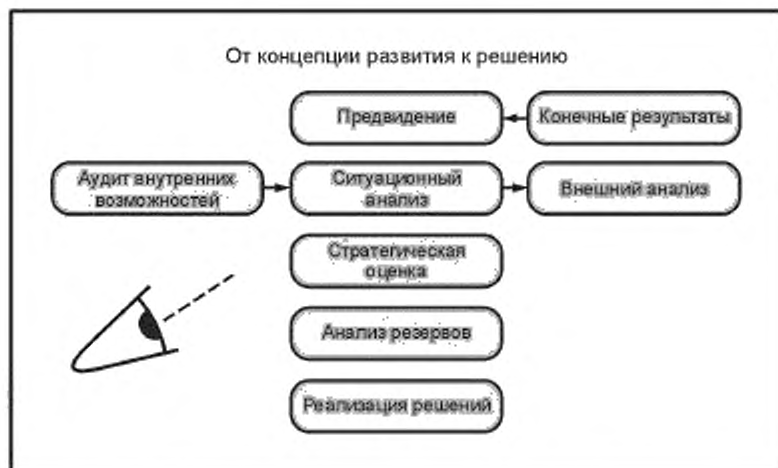 От концепции развития к решению
Предвидение
Конечные результаты
Аудит внутренних
возможностей
Ситуационный
анализ
Внешний анализ
Стратегическая
оценка
Анализ резервов
Реализация решений